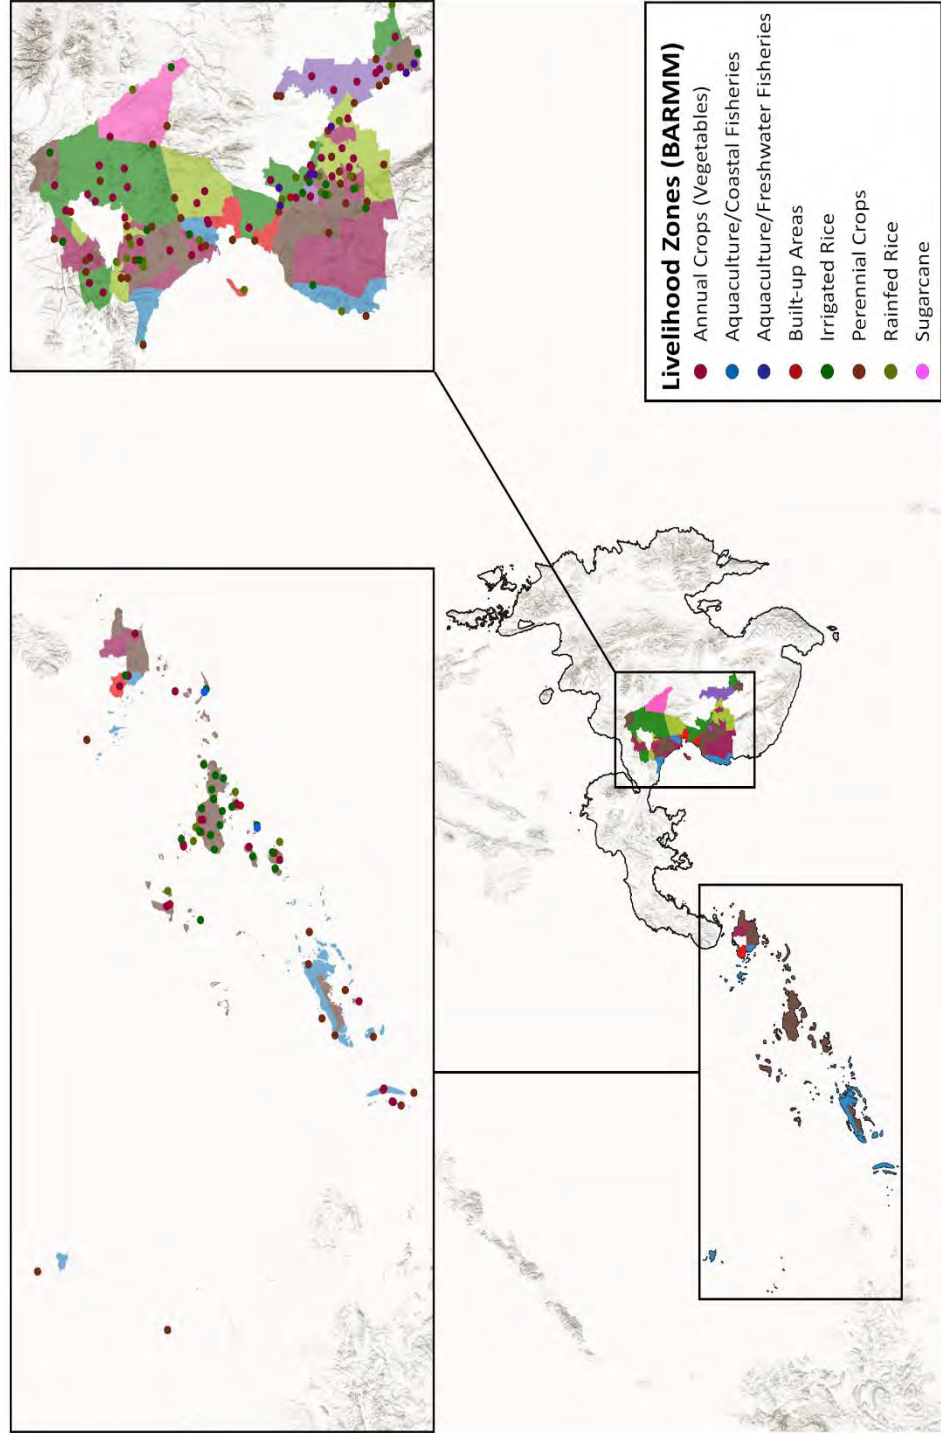 Livelihood Zones (BARMM)
Annual Crops (Vegetables)
Aquaculture/Coastal Fisheries
Aquaculture/Freshwater Fisheries
Built-up Areas
Irrigated Rice
Perennial Crops
Rainfed Rice
Sugarcane